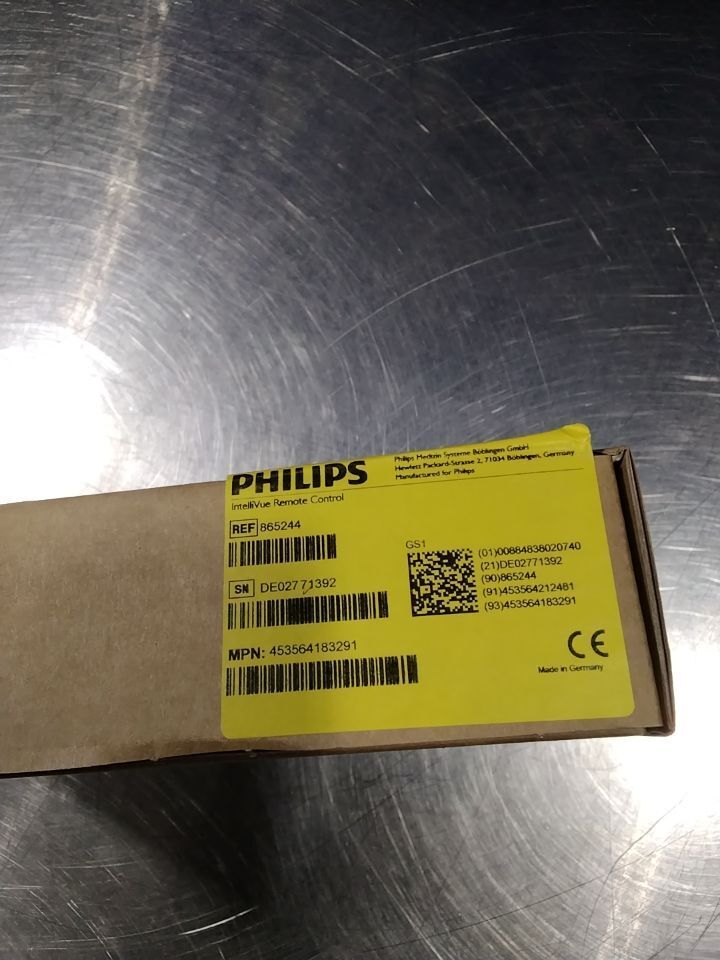 PHILIPS
IntelliVue Remote Control
Philips Medizin Systeme Böblingen GmbH
Hewlett Packard-Strasse 2, 71034 Böblingen, Germany
Manufactured for Philips
REF 865244
SN DE02771392
MPN: 453564183291
GS1
(01)00884838020740
(21)DE02771392
(90)865244
(91)453564212481
(93)453564183291
CE
Made in Germany